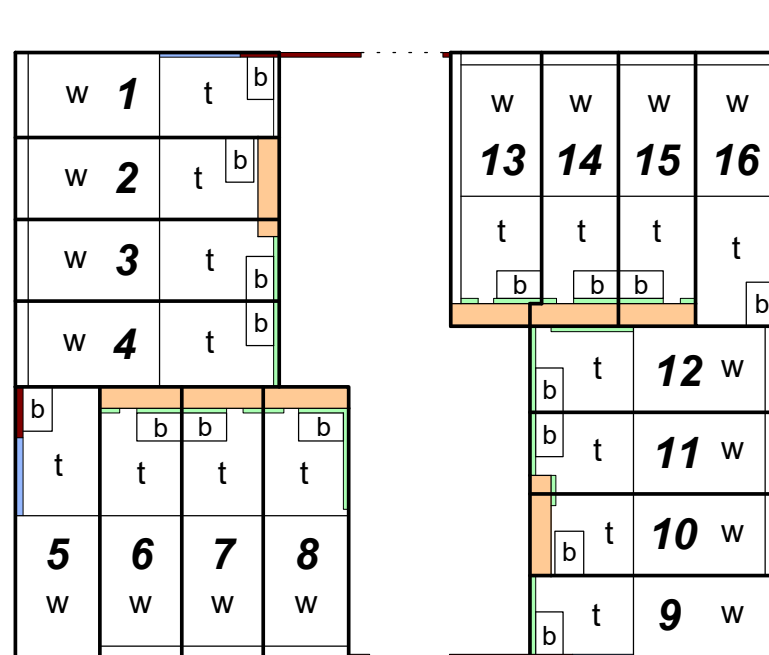 w 1 t b
w 2 t b
w 3 t b
w 4 t b
b b b b
t t t t
5 6 7 8
w w w w
w w w w
13 14 15 16
t t t t
b b b b
b t 12 w
b t 11 w
b t 10 w
b t 9 w